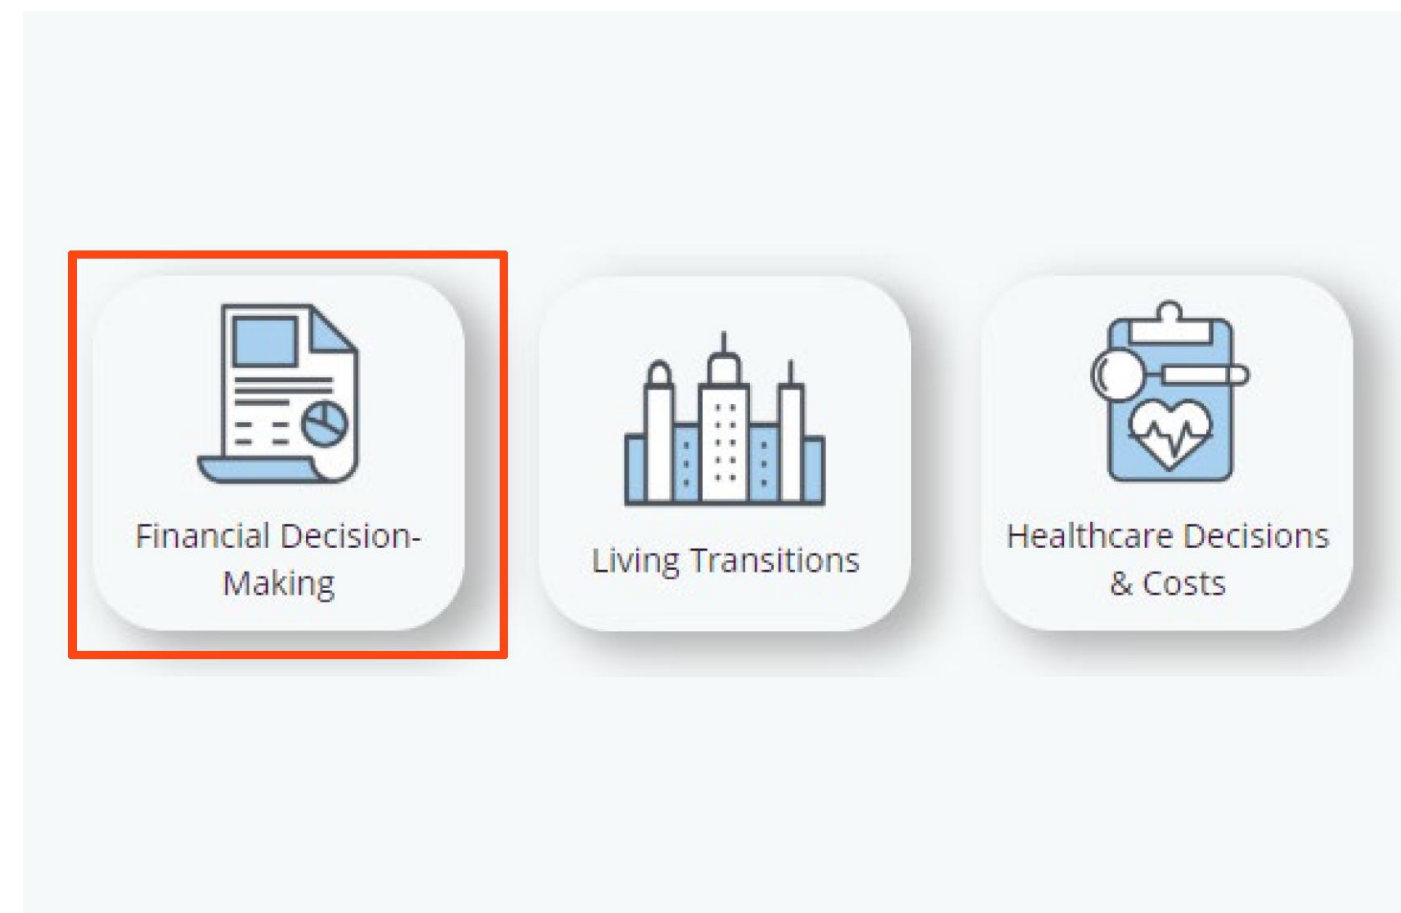 Financial Decision-
Making
Living Transitions
Healthcare Decisions
& Costs